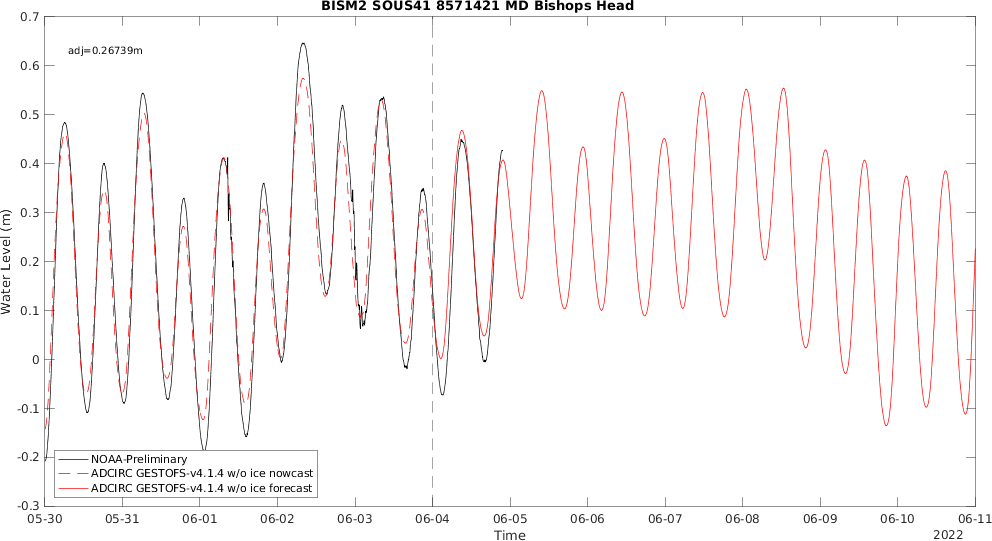 BISM2 SOUS41 8571421 MD Bishops Head
adj=0.26739m
Water Level (m)
0.7
0.6
0.5
0.4
0.3
0.2
0.1
0
-0.1
-0.2
-0.3
NOAA-Preliminary
ADCIRC GESTOFS-v4.1.4 w/o ice nowcast
ADCIRC GESTOFS-v4.1.4 w/o ice forecast
05-30 05-31 06-01 06-02 06-03 06-04 06-05 06-06 06-07 06-08 06-09 06-10 06-11
Time
2022